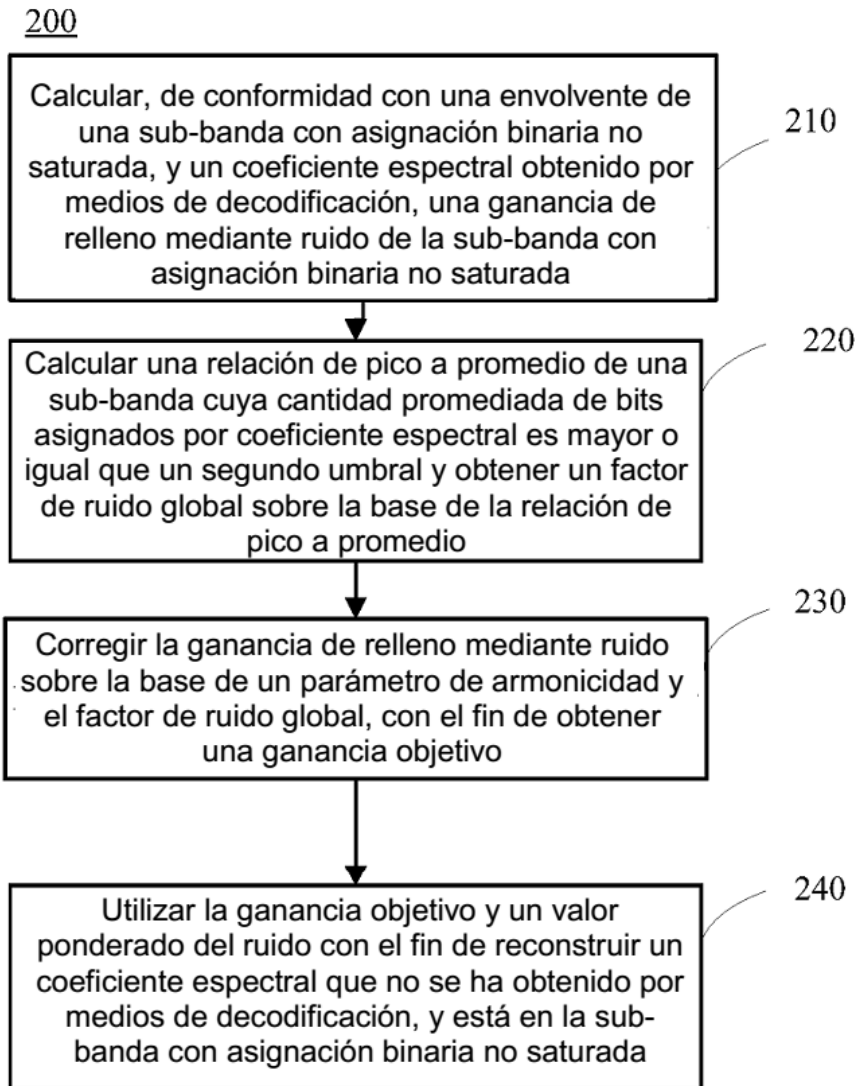 200
Calcular, de conformidad con una envolvente de
una sub-banda con asignación binaria no
saturada, y un coeficiente espectral obtenido por
medios de decodificación, una ganancia de
relleno mediante ruido de la sub-banda con
asignación binaria no saturada
210
Calcular una relación de pico a promedio de una
sub-banda cuya cantidad promediada de bits
asignados por coeficiente espectral es mayor o
igual que un segundo umbral y obtener un factor
de ruido global sobre la base de la relación de
pico a promedio
220
Corregir la ganancia de relleno mediante ruido
sobre la base de un parámetro de armonicidad y
el factor de ruido global, con el fin de obtener
una ganancia objetivo
230
Utilizar la ganancia objetivo y un valor
ponderado del ruido con el fin de reconstruir un
coeficiente espectral que no se ha obtenido por
medios de decodificación, y está en la sub-
banda con asignación binaria no saturada
240